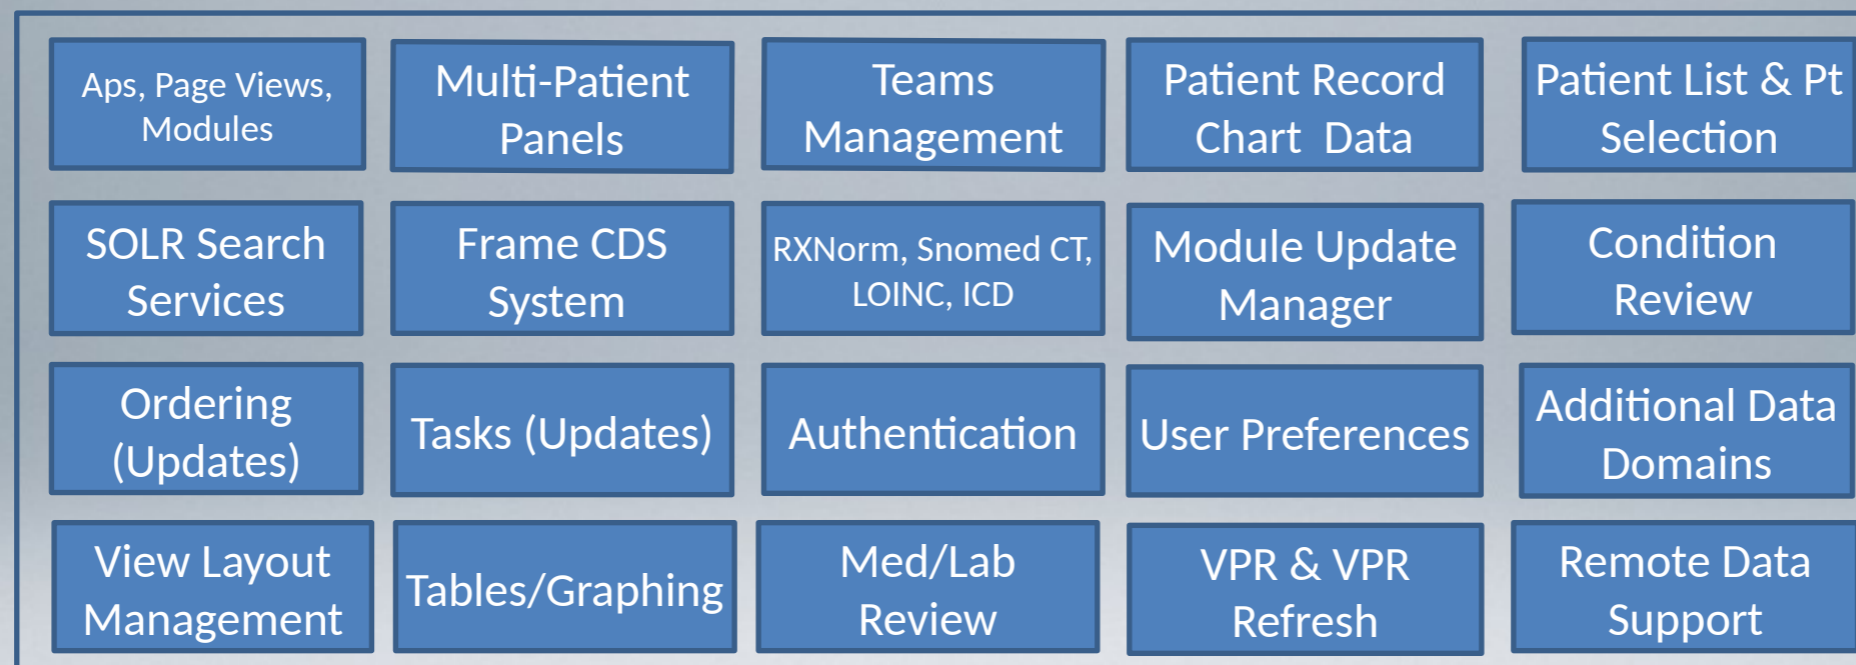 Aps, Page Views,
Modules
Multi-Patient
Panels
Teams
Management
Patient Record
Chart  Data
Patient List & Pt
Selection
SOLR Search
Services
Frame CDS
System
RXNorm, Snomed CT,
LOINC, ICD
Module Update
Manager
Condition
Review
Ordering
(Updates)
Tasks (Updates)
Authentication
User Preferences
Additional Data
Domains
View Layout
Management
Tables/Graphing
Med/Lab
Review
VPR & VPR
Refresh
Remote Data
Support